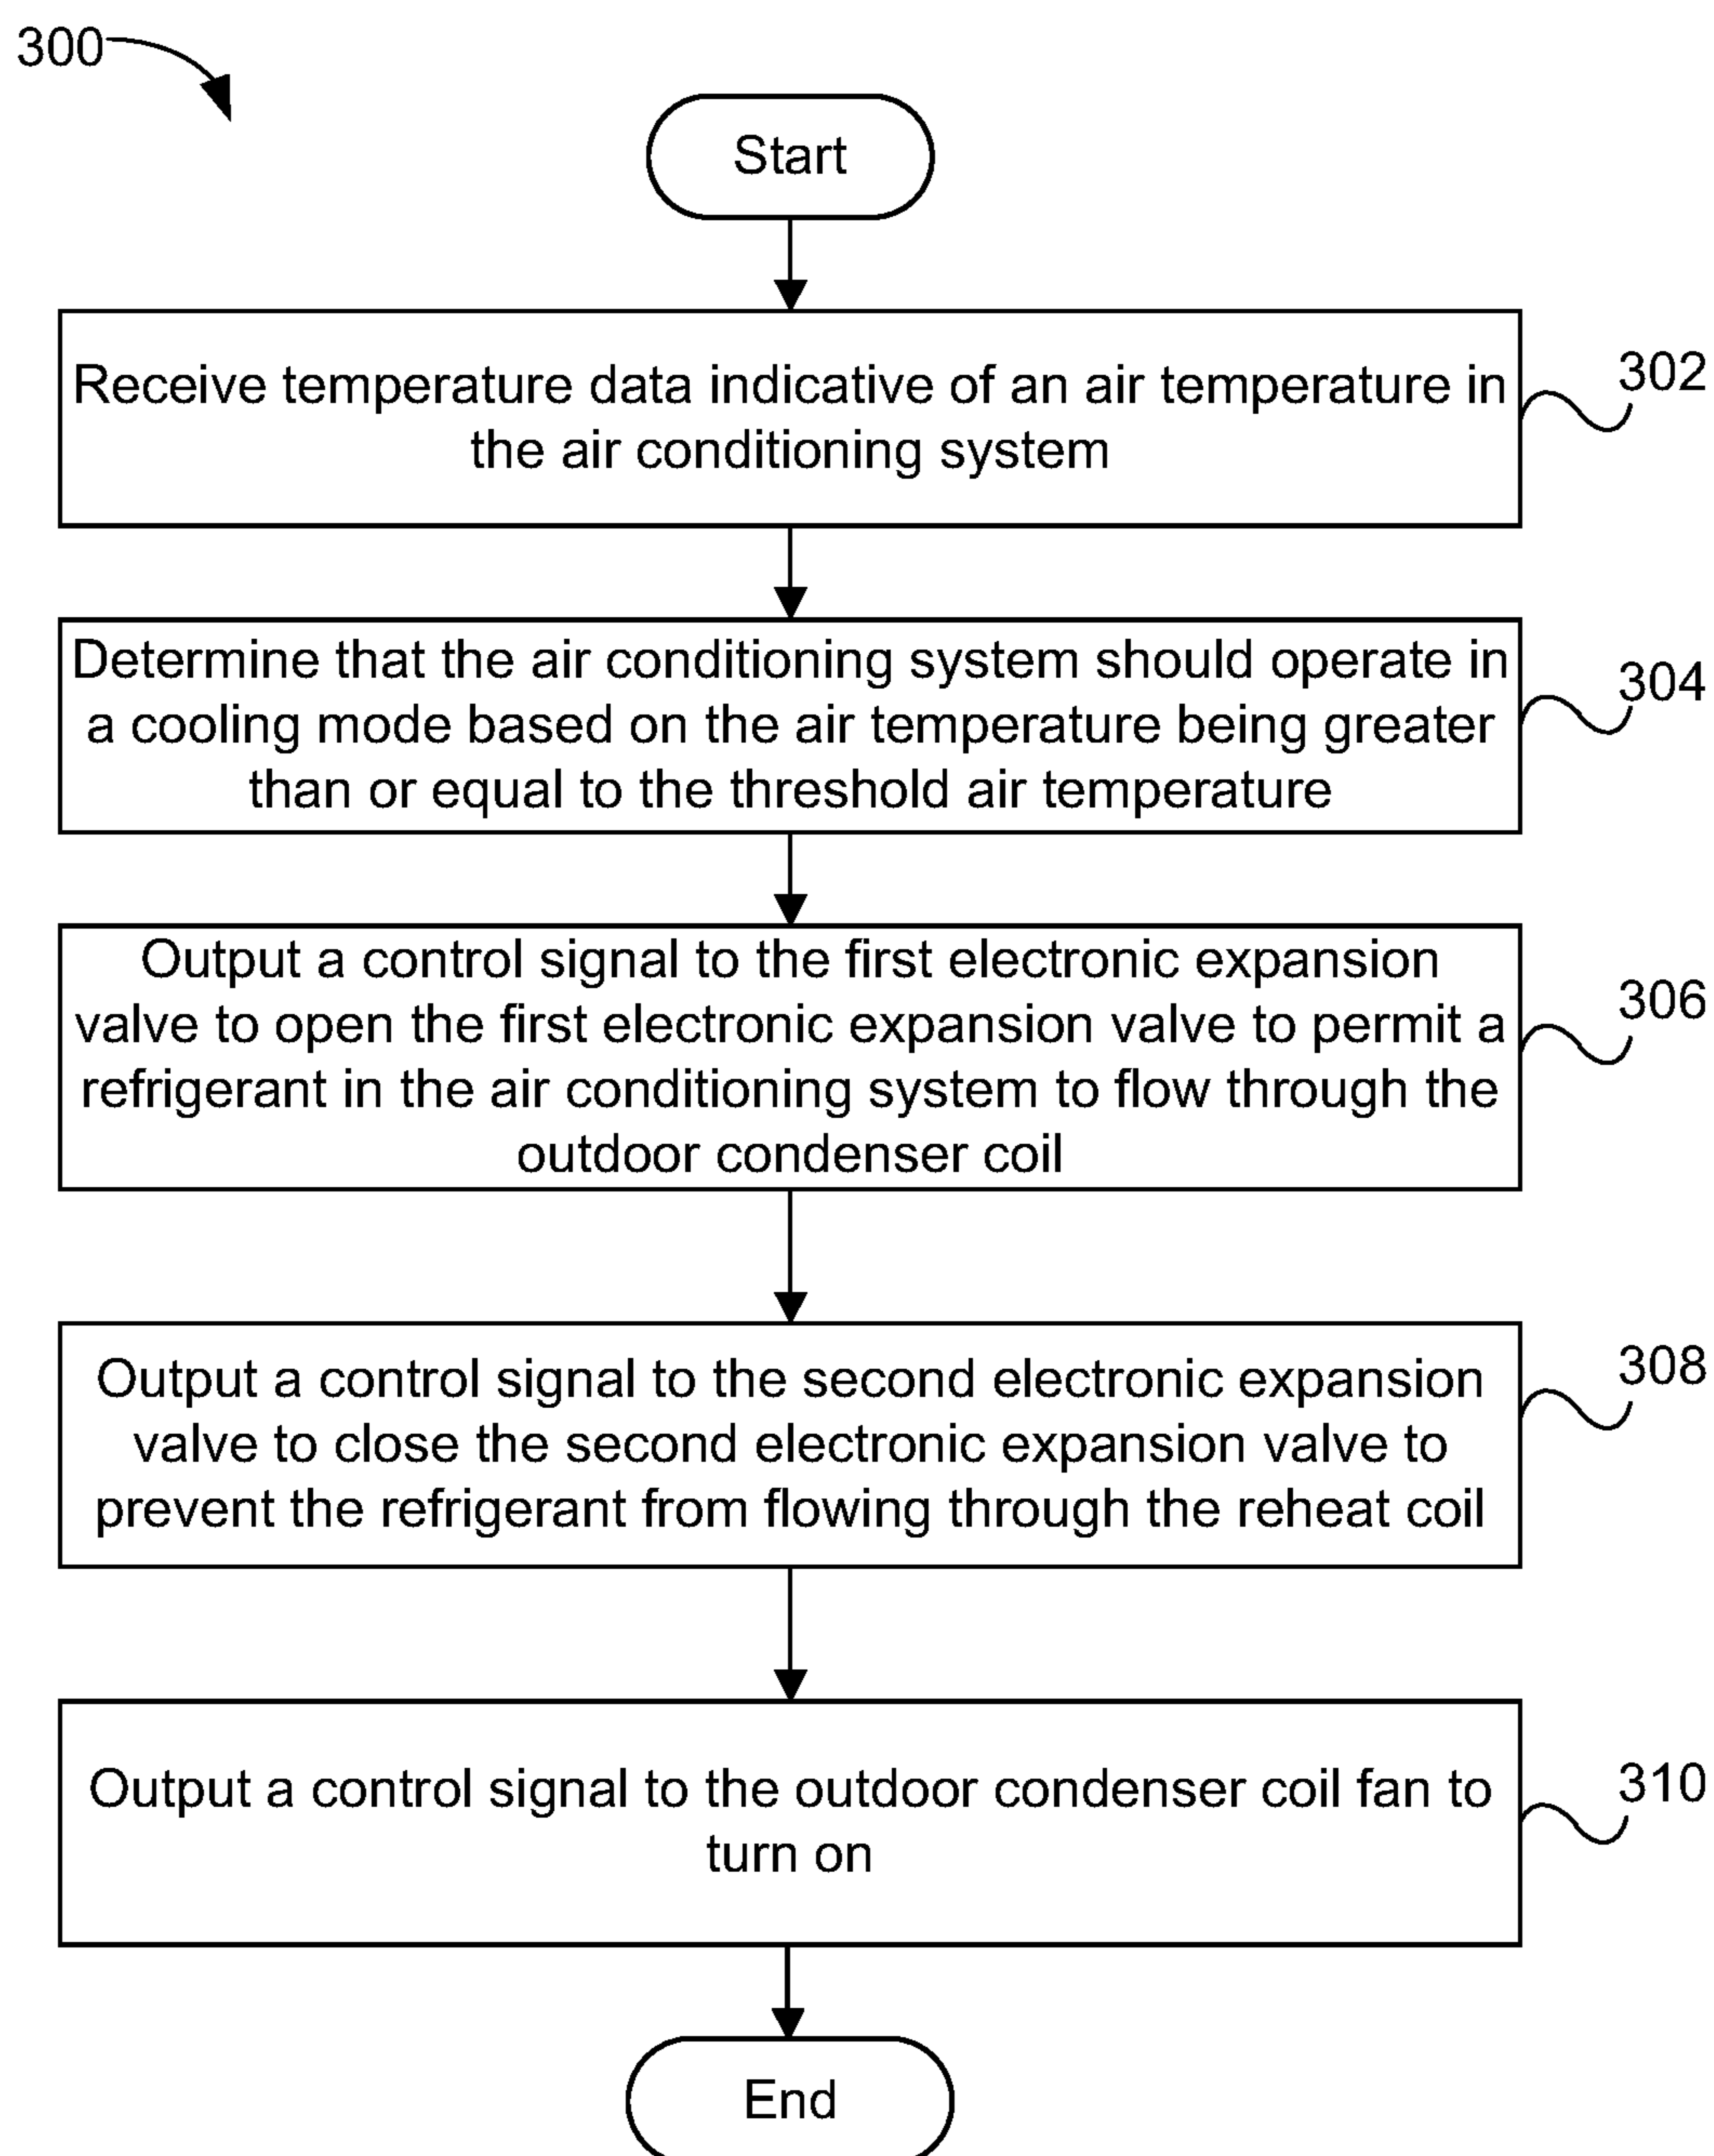 300
Start
Receive temperature data indicative of an air temperature in
the air conditioning system
302
Determine that the air conditioning system should operate in
a cooling mode based on the air temperature being greater
than or equal to the threshold air temperature
304
Output a control signal to the first electronic expansion
valve to open the first electronic expansion valve to permit a
refrigerant in the air conditioning system to flow through the
outdoor condenser coil
306
Output a control signal to the second electronic expansion
valve to close the second electronic expansion valve to
prevent the refrigerant from flowing through the reheat coil
308
Output a control signal to the outdoor condenser coil fan to
turn on
310
End